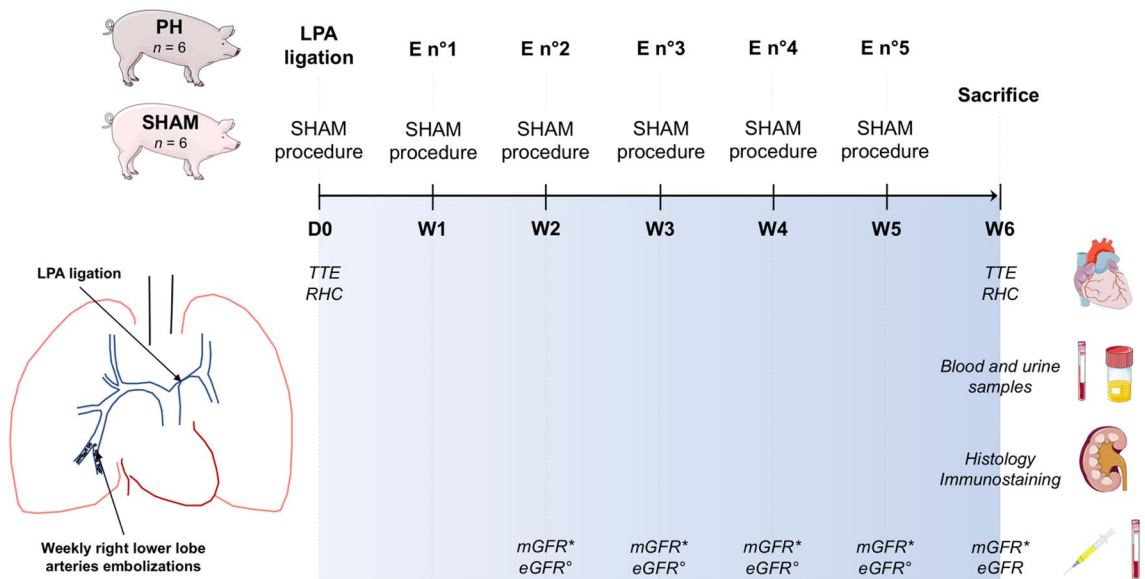 PH
n = 6
SHAM
n = 6
LPA
ligation
E n°1
E n°2
E n°3
E n°4
E n°5
Sacrifice
SHAM
procedure
SHAM
procedure
SHAM
procedure
SHAM
procedure
SHAM
procedure
SHAM
procedure
D0
W1
W2
W3
W4
W5
W6
TTE
RHC
TTE
RHC
LPA ligation
Weekly right lower lobe
arteries embolizations
Blood and urine
samples
Histology
Immunostaining
mGFR*
eGFR°
mGFR*
eGFR°
mGFR*
eGFR°
mGFR*
eGFR°
mGFR*
eGFR